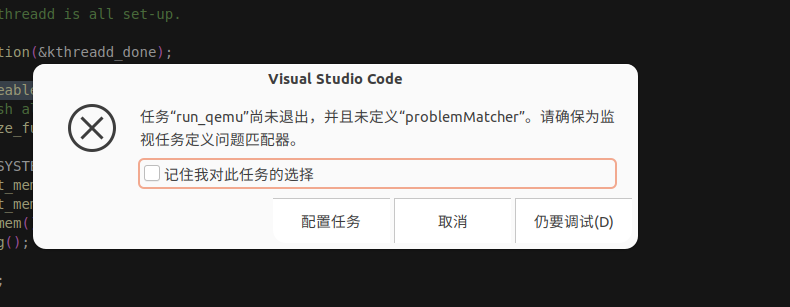 threadd is all set-up.
tion(&kthreadd_done);
eable
Visual Studio Code
sh a
ze_fu
任务“run_qemu”尚未退出，并且未定义“problemMatcher”。请确保为监
视任务定义问题匹配器。
SYSTE
记住我对此任务的选择
t_mem
t_mem
mem(
配置任务 取消 仍要调试(D)
g();
;